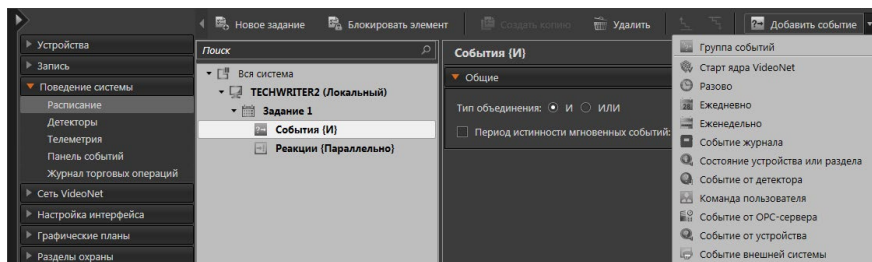 Новое задание Блокировать элемент Создать копию Удалить Добавить событие
Устройства
Запись
Поведение системы
Расписание
Детекторы
Телеметрия
Панель событий
Журнал торговых операций
Сеть VideoNet
Настройка интерфейса
Графические планы
Разделы охраны
Поиск
Вся система
TECHWRITER2 (Локальный)
Задание 1
События {И}
Реакции {Параллельно}
События {И}
Общие
Тип объединения: И ИЛИ
Период истинности мгновенных событий:
Группа событий
Старт ядра VideoNet
Разово
Ежедневно
Еженедельно
Событие журнала
Состояние устройства или раздела
Событие от детектора
Команда пользователя
Событие от OPC-сервера
Событие от устройства
Событие внешней системы